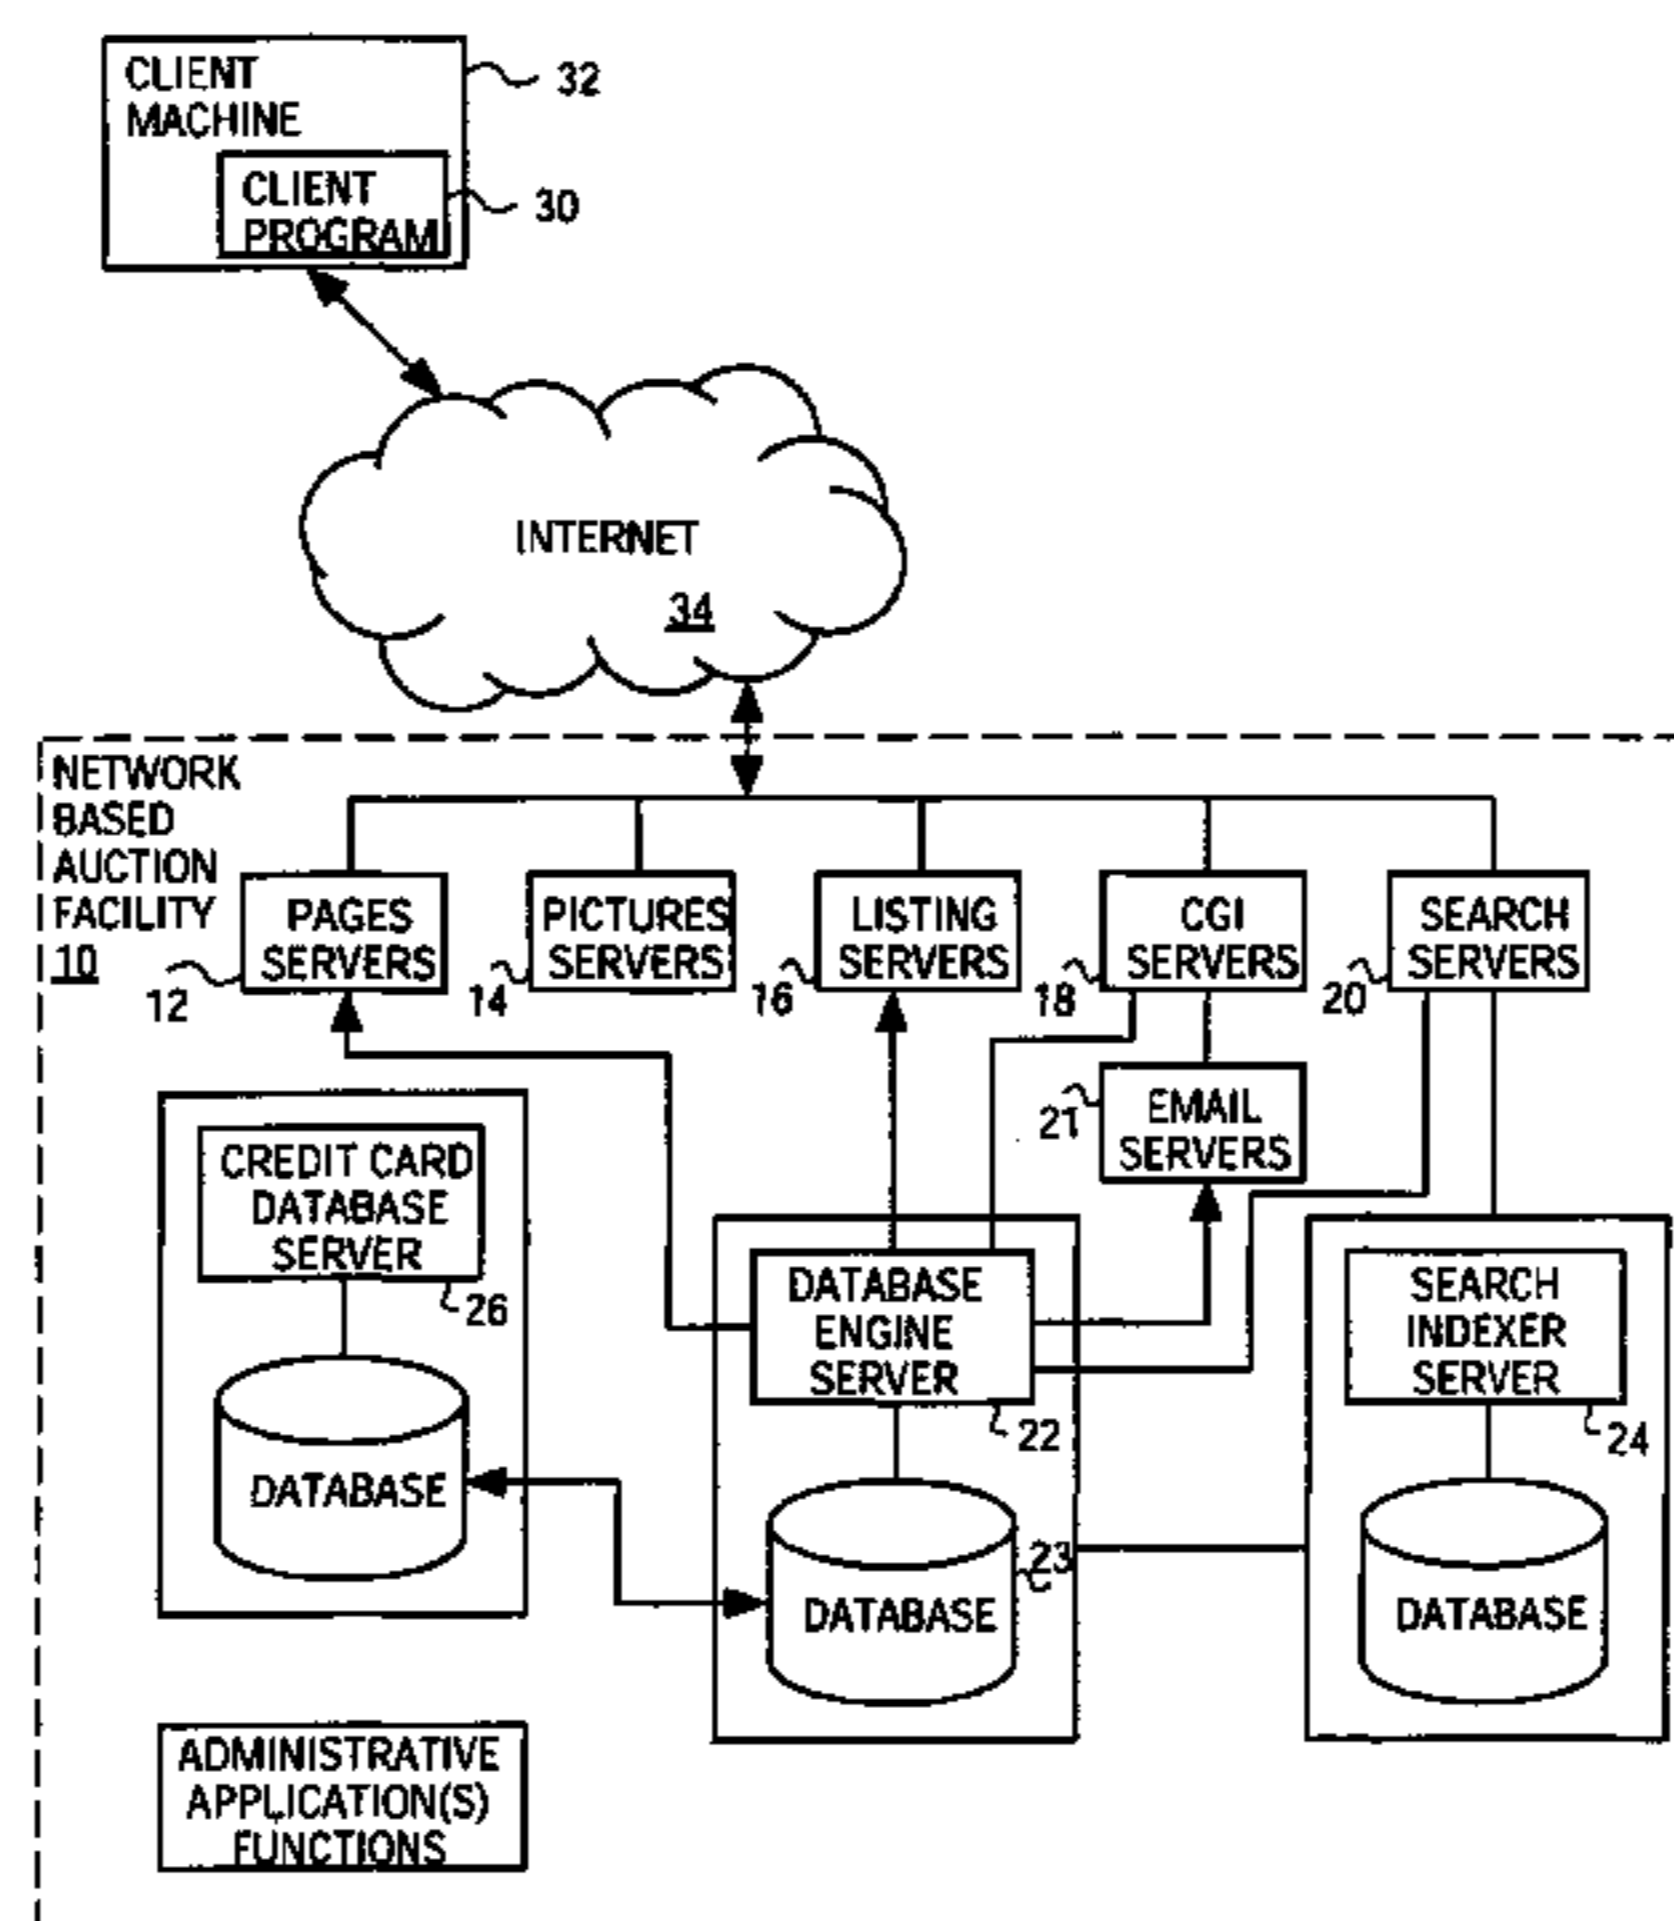 CLIENT
MACHINE
32
CLIENT
PROGRAM
30
INTERNET
34
NETWORK
BASED
AUCTION
FACILITY
10
PAGES
SERVERS
12
PICTURES
SERVERS
14
LISTING
SERVERS
16
CGI
SERVERS
18
SEARCH
SERVERS
20
EMAIL
SERVERS
21
CREDIT CARD
DATABASE
SERVER
26
DATABASE
DATABASE
ENGINE
SERVER
22
DATABASE
23
SEARCH
INDEXER
SERVER
24
DATABASE
ADMINISTRATIVE
APPLICATION(S)
FUNCTIONS